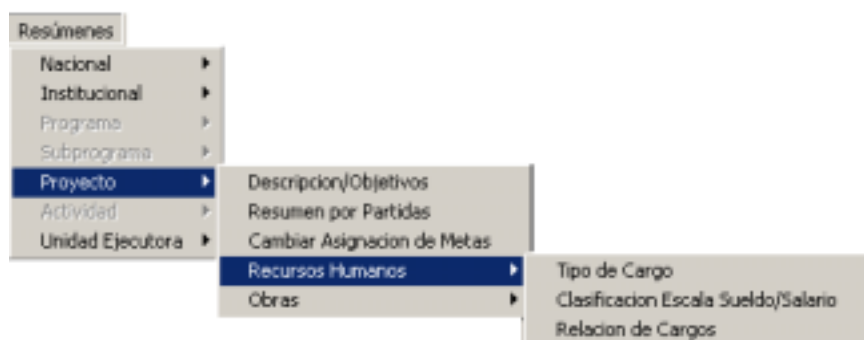 Resúmenes
Nacional
Institucional
Programa
Subprograma
Proyecto
Actividad
Unidad Ejecutora
Descripcion/Objetivos
Resumen por Partidas
Cambiar Asignacion de Metas
Recursos Humanos
Obras
Tipo de Cargo
Clasificacion Escala Sueldo/Salario
Relacion de Cargos